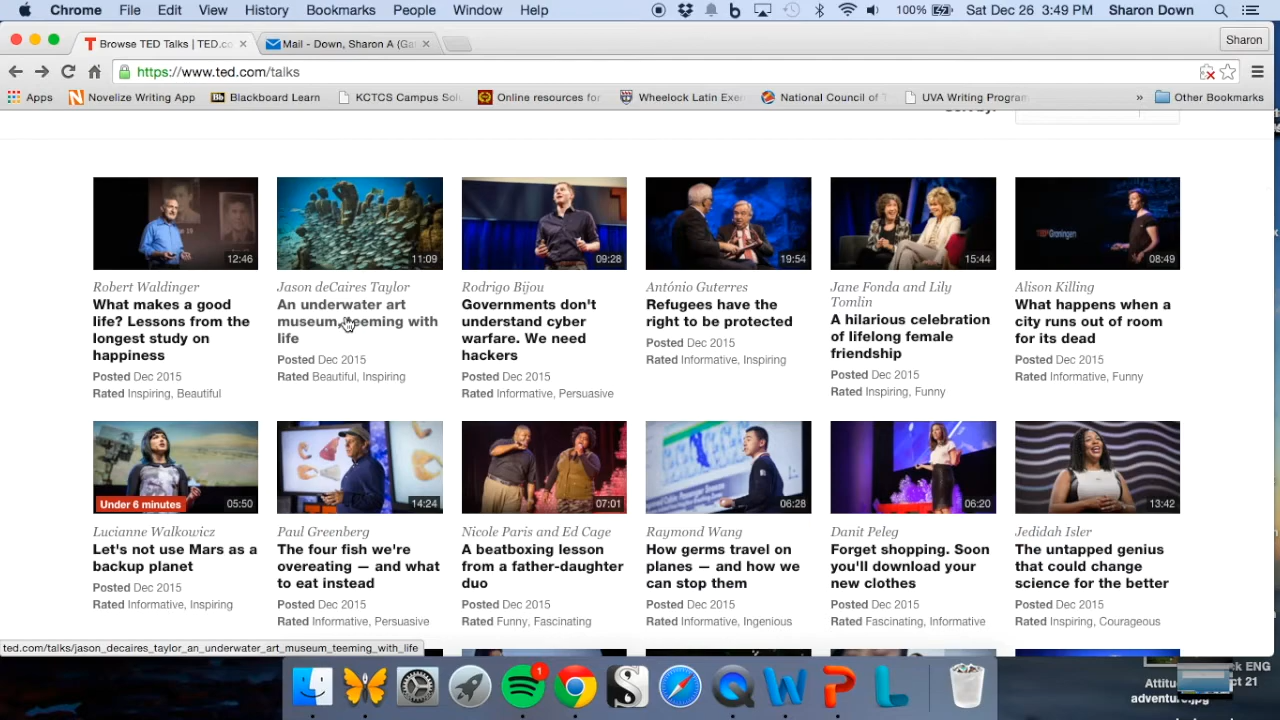 Chrome File Edit View History Bookmarks People Window Help 100% Sat Dec 26 3:49 PM Sharon Down
Browse TED Talks | TED.co Mail - Down, Sharon A (Ga Sharon
https://www.ted.com/talks
Apps Novelize Writing App Blackboard Learn KCTCS Campus Sol Online resources for Wheelock Latin Exer National Council of T UVA Writing Program » Other Bookmarks
12:46
Robert Waldinger
What makes a good
life? Lessons from the
longest study on
happiness
Posted Dec 2015
Rated Inspiring, Beautiful
11:09
Jason deCaires Taylor
An underwater art
museum, teeming with
life
Posted Dec 2015
Rated Beautiful, Inspiring
09:28
Rodrigo Bijou
Governments don't
understand cyber
warfare. We need
hackers
Posted Dec 2015
Rated Informative, Persuasive
19:54
António Guterres
Refugees have the
right to be protected
Posted Dec 2015
Rated Informative, Inspiring
15:44
Jane Fonda and Lily
Tomlin
A hilarious celebration
of lifelong female
friendship
Posted Dec 2015
Rated Inspiring, Funny
TEDxGroningen
08:49
Alison Killing
What happens when a
city runs out of room
for its dead
Posted Dec 2015
Rated Informative, Funny
Under 6 minutes 05:50
Lucianne Walkowicz
Let's not use Mars as a
backup planet
Posted Dec 2015
Rated Informative, Inspiring
14:24
Paul Greenberg
The four fish we're
overeating — and what
to eat instead
Posted Dec 2015
Rated Informative, Persuasive
07:01
Nicole Paris and Ed Cage
A beatboxing lesson
from a father-daughter
duo
Posted Dec 2015
Rated Funny, Fascinating
06:28
Raymond Wang
How germs travel on
planes — and how we
can stop them
Posted Dec 2015
Rated Informative, Ingenious
06:20
Danit Peleg
Forget shopping. Soon
you'll download your
new clothes
Posted Dec 2015
Rated Fascinating, Informative
13:42
Jedidah Isler
The untapped genius
that could change
science for the better
Posted Dec 2015
Rated Inspiring, Courageous
ted.com/talks/jason_decaires_taylor_an_underwater_art_museum_teeming_with_life
1
ENG
Oct 21
adventure.jpg